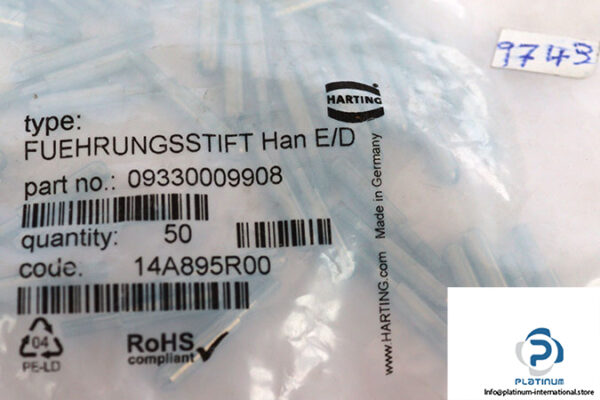 9743
HARTING
type:
FUEHRUNGSSTIFT Han E/D
part no.: 09330009908
quantity: 50
code. 14A895R00
04
PE-LD
RoHS
compliant
www.HARTING.com Made in Germany
PLATINUM
INTERNATIONAL
Info@platinum-international.store